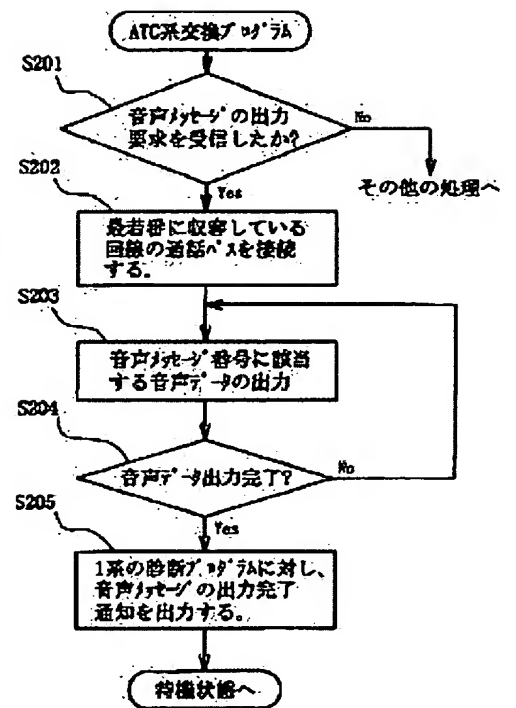 ATC系交換プログラム
S201
音声メッセージの出力
要求を受信したか?
No
その他の処理へ
Yes
S202
最若番に収容している
回線の通話パスを接続
する。
S203
音声メッセージ番号に該当
する音声データの出力
S204
音声データ出力完了?
No
Yes
S205
1系の診断プログラムに対し、
音声メッセージの出力完了
通知を出力する。
待機状態へ